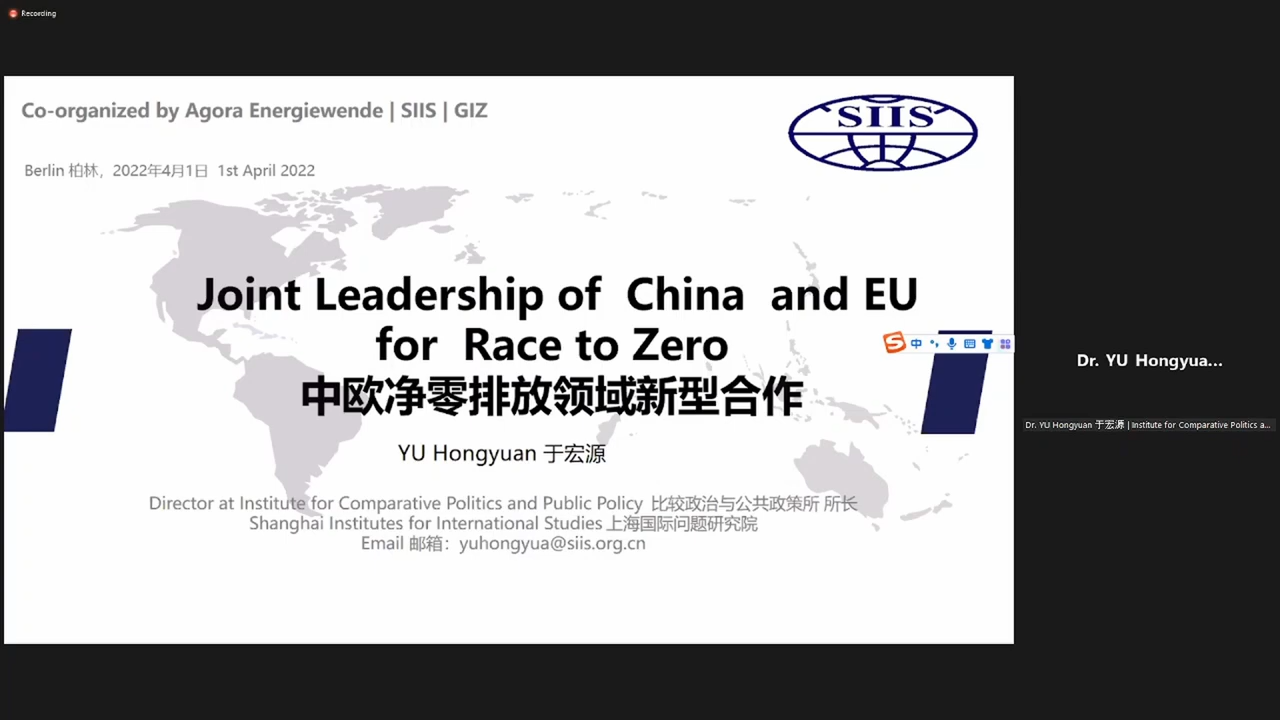 Recording
Co-organized by Agora Energiewende | SIIS | GIZ
SIIS
Berlin 柏林，2022年4月1日 1st April 2022
Joint Leadership of China and EU
for Race to Zero
中欧净零排放领域新型合作
中
YU Hongyuan 于宏源
Director at Institute for Comparative Politics and Public Policy 比较政治与公共政策所 所长
Shanghai Institutes for International Studies 上海国际问题研究院
Email 邮箱：yuhongyua@siis.org.cn
Dr. YU Hongyua...
Dr. YU Hongyuan 于宏源 | Institute for Comparative Politics a...